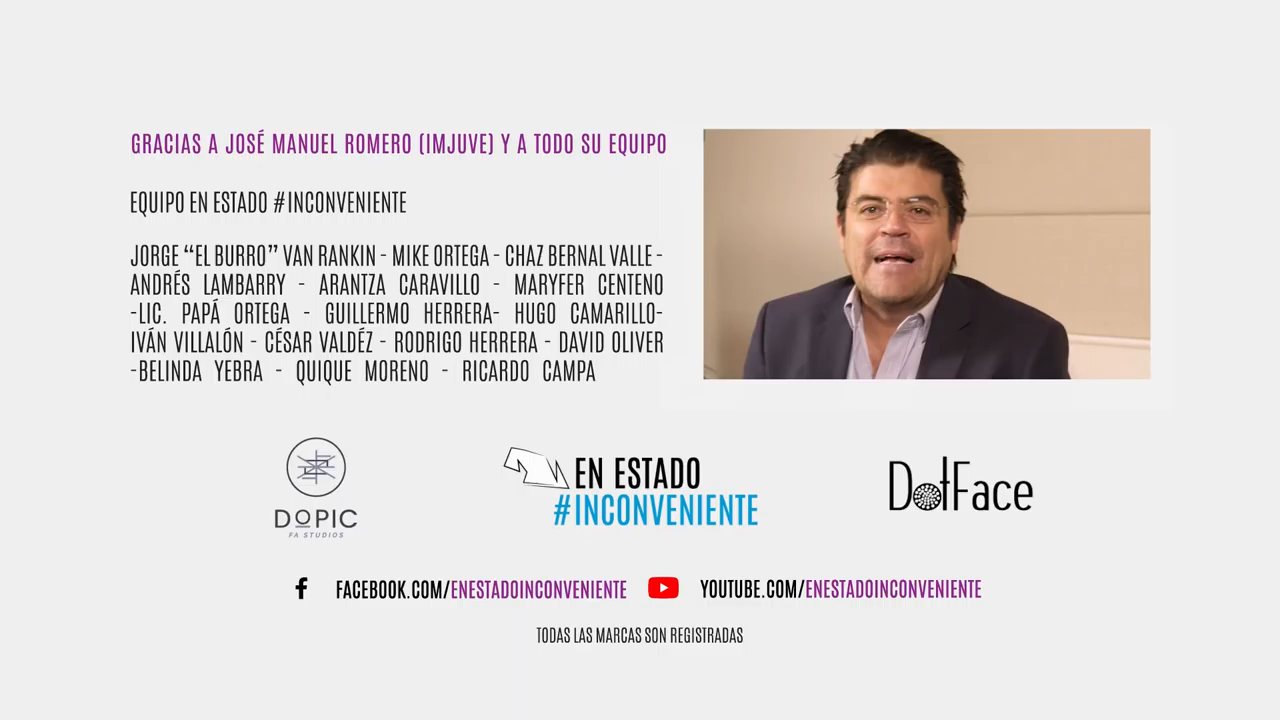 GRACIAS A JOSÉ MANUEL ROMERO (IMJUVE) Y A TODO SU EQUIPO
EQUIPO EN ESTADO #INCONVENIENTE
JORGE “EL BURRO” VAN RANKIN - MIKE ORTEGA - CHAZ BERNAL VALLE -
ANDRÉS LAMBARRY - ARANTZA CARAVILLO - MARYFER CENTENO
-LIC. PAPÁ ORTEGA - GUILLERMO HERRERA- HUGO CAMARILLO-
IVÁN VILLALÓN - CÉSAR VALDÉZ - RODRIGO HERRERA - DAVID OLIVER
-BELINDA YEBRA - QUIQUE MORENO - RICARDO CAMPA
DOPIC
FA STUDIOS
EN ESTADO
#INCONVENIENTE
DotFace
FACEBOOK.COM/ENESTADOINCONVENIENTE
YOUTUBE.COM/ENESTADOINCONVENIENTE
TODAS LAS MARCAS SON REGISTRADAS